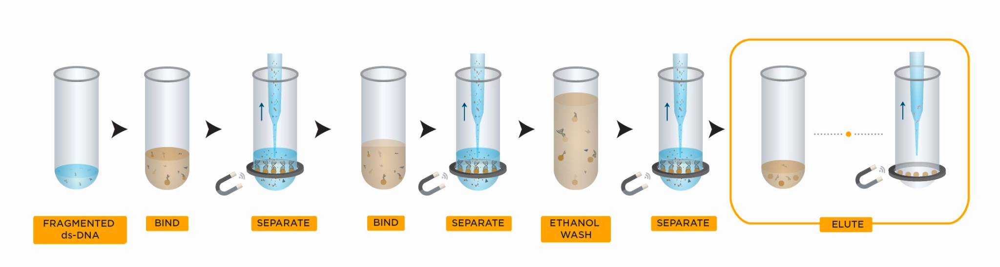 FRAGMENTED
ds-DNA
BIND
SEPARATE
BIND
SEPARATE
ETHANOL
WASH
SEPARATE
ELUTE